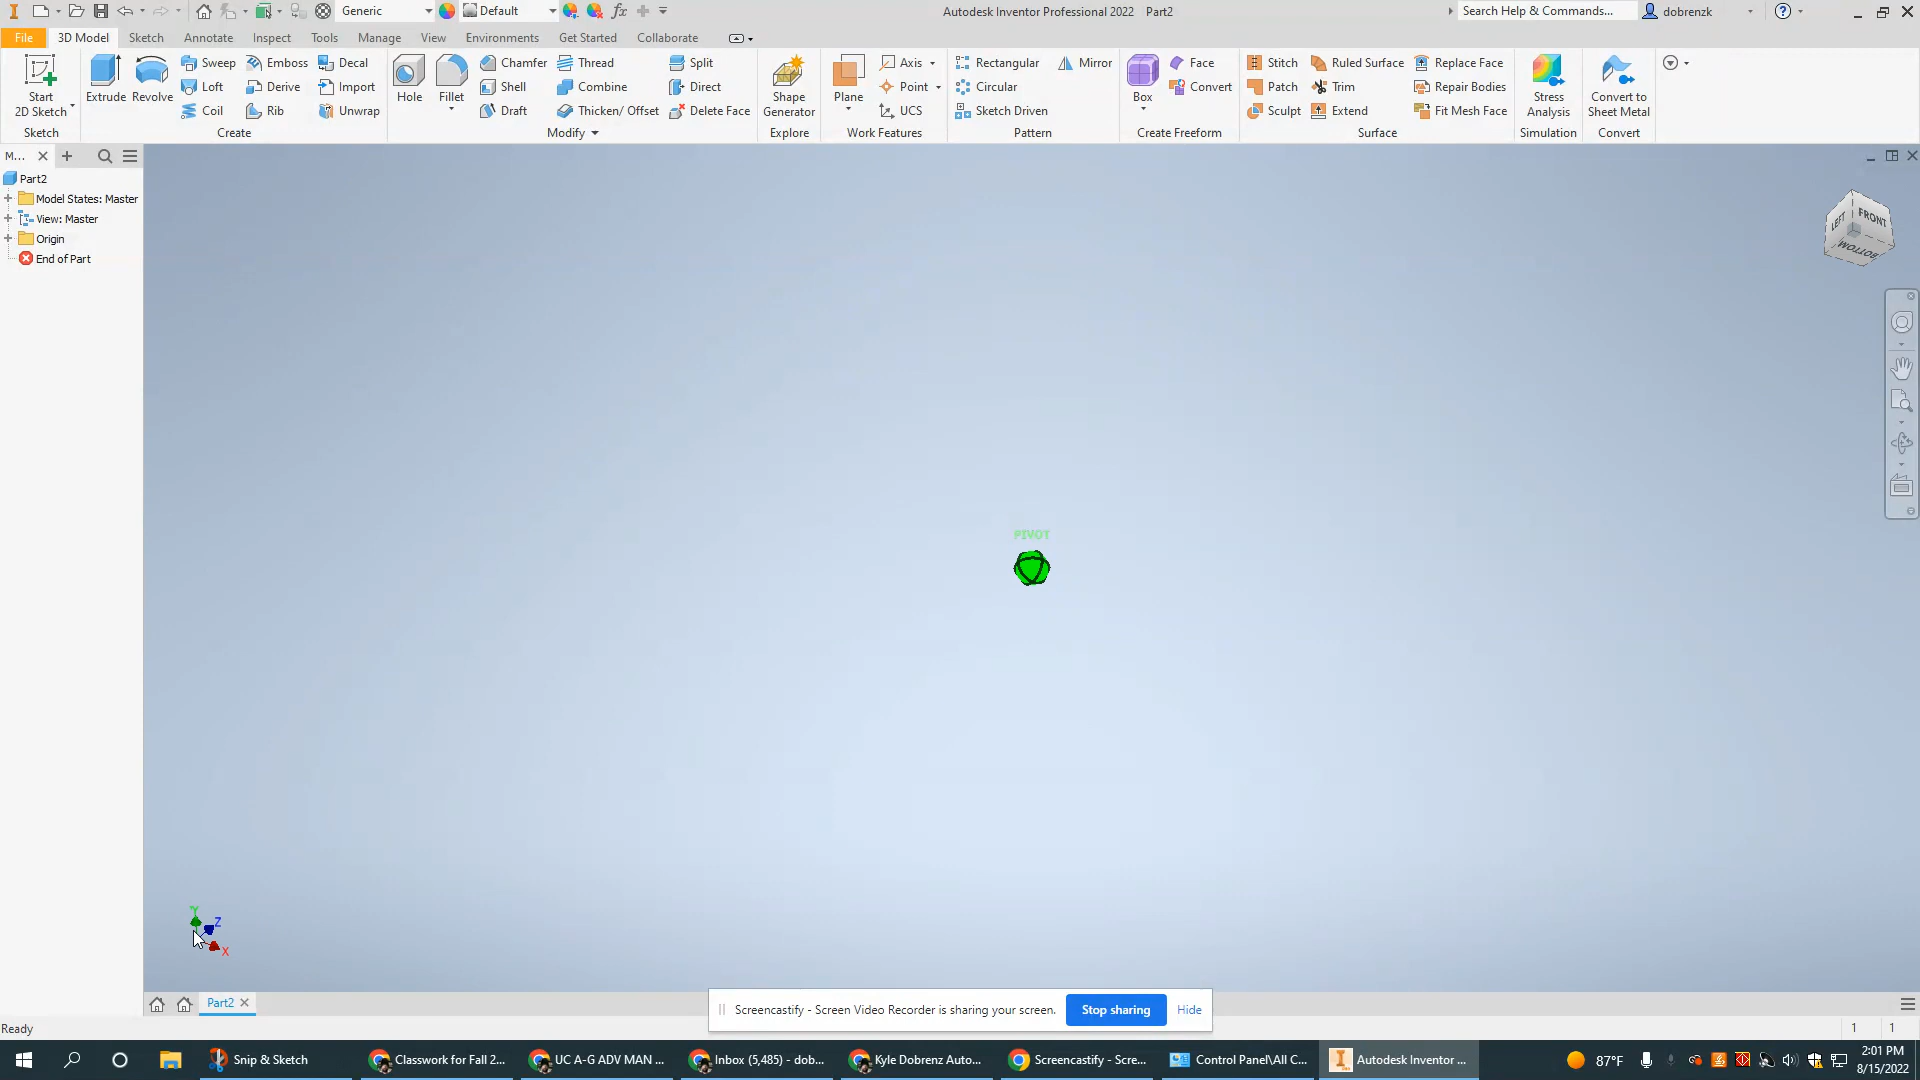 Generic Default Autodesk Inventor Professional 2022 Part2 Search Help & Commands... dobrenzk
File 3D Model Sketch Annotate Inspect Tools Manage View Environments Get Started Collaborate
Start 2D Sketch Extrude Revolve Sweep Loft Coil Emboss Derive Rib Decal Import Unwrap
Hole Fillet Chamfer Shell Draft Thread Combine Thicken/ Offset Split Direct Delete Face
Shape Generator Plane Axis Point UCS Rectangular Circular Sketch Driven Mirror
Box Face Convert Stitch Patch Sculpt Ruled Surface Trim Extend Replace Face Repair Bodies Fit Mesh Face
Stress Analysis Convert to Sheet Metal
Sketch Create Modify Explore Work Features Pattern Create Freeform Surface Simulation Convert
M...
Part2
Model States: Master
View: Master
Origin
End of Part
LEFT FRONT
BOTTOM
PIVOT
Y
Z
X
Part2
Screencastify - Screen Video Recorder is sharing your screen. Stop sharing Hide
Ready 1 1
Snip & Sketch Classwork for Fall 2... UC A-G ADV MAN ... Inbox (5,485) - dob... Kyle Dobrenz Auto... Screencastify - Scre... Control Panel\All C... Autodesk Inventor ... 87°F
2:01 PM
8/15/2022